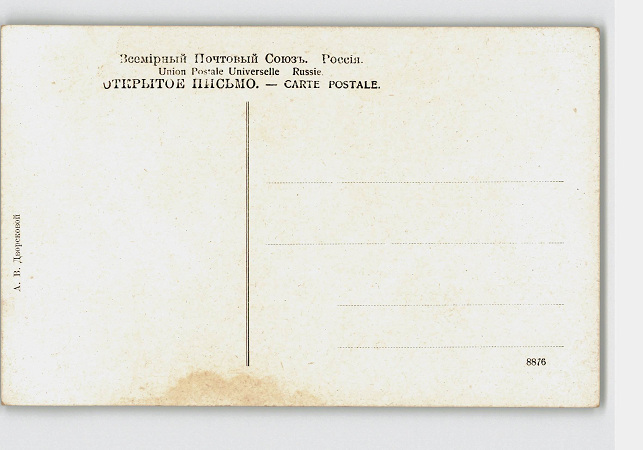 Всемірный Почтовый Союзъ. Россія.
Union Postale Universelle Russie.
ОТКРЫТОЕ ПИСЬМО. — CARTE POSTALE.
А. В. Дворсковой
8876